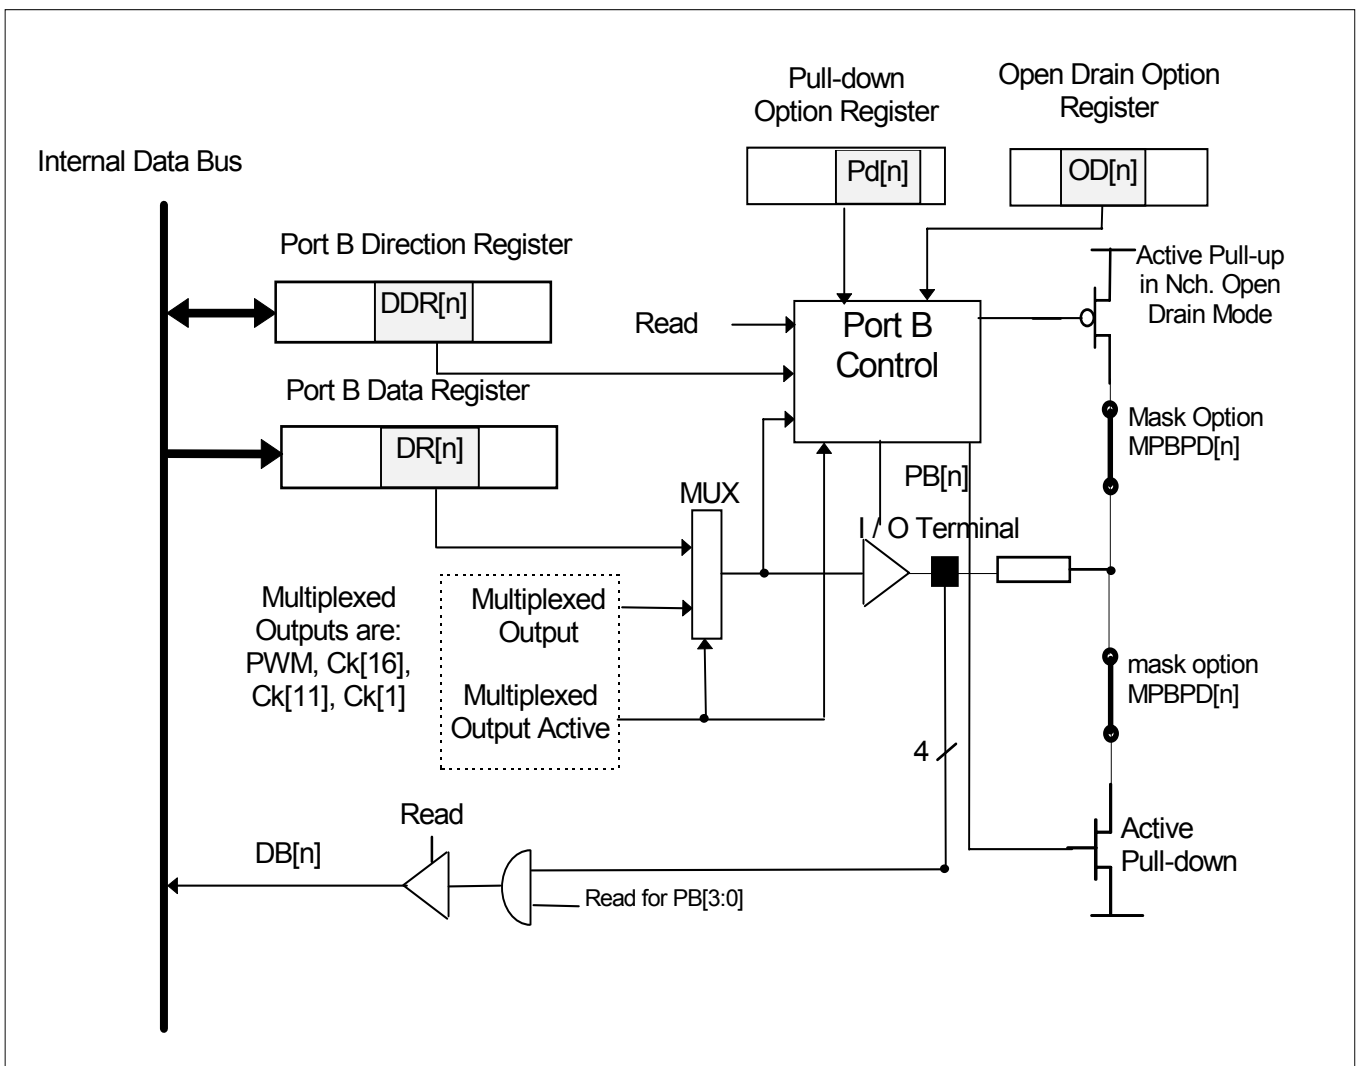 Pull-down
Option Register
Open Drain Option
Register
Internal Data Bus
Pd[n]
OD[n]
Port B Direction Register
DDR[n]
Active Pull-up
in Nch. Open
Drain Mode
Read
Port B
Control
Port B Data Register
DR[n]
Mask Option
MPBPD[n]
PB[n]
MUX
I / O Terminal
Multiplexed
Outputs are:
PWM, Ck[16],
Ck[11], Ck[1]
Multiplexed
Output
Multiplexed
Output Active
mask option
MPBPD[n]
4
Read
DB[n]
Active
Pull-down
Read for PB[3:0]